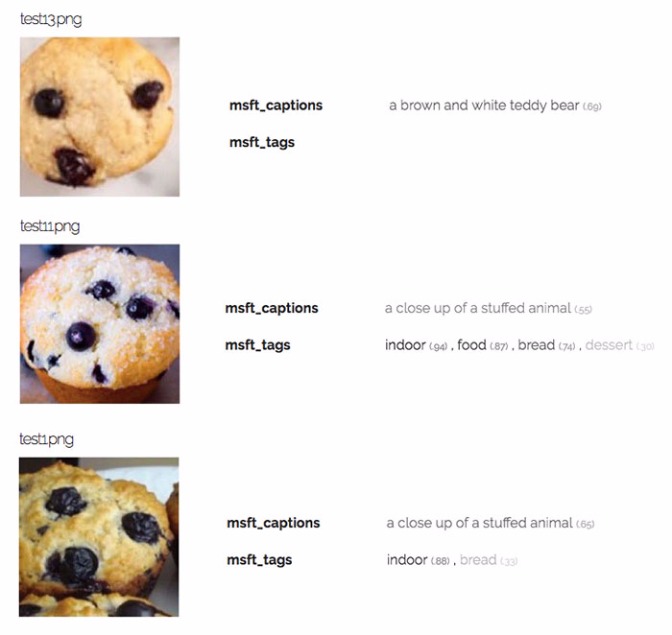 test13.png
msft_captions a brown and white teddy bear (.69)
msft_tags
test11.png
msft_captions a close up of a stuffed animal (.55)
msft_tags indoor (.94) , food (.87) , bread (.74) , dessert (.30)
test1.png
msft_captions a close up of a stuffed animal (.65)
msft_tags indoor (.88) , bread (.33)